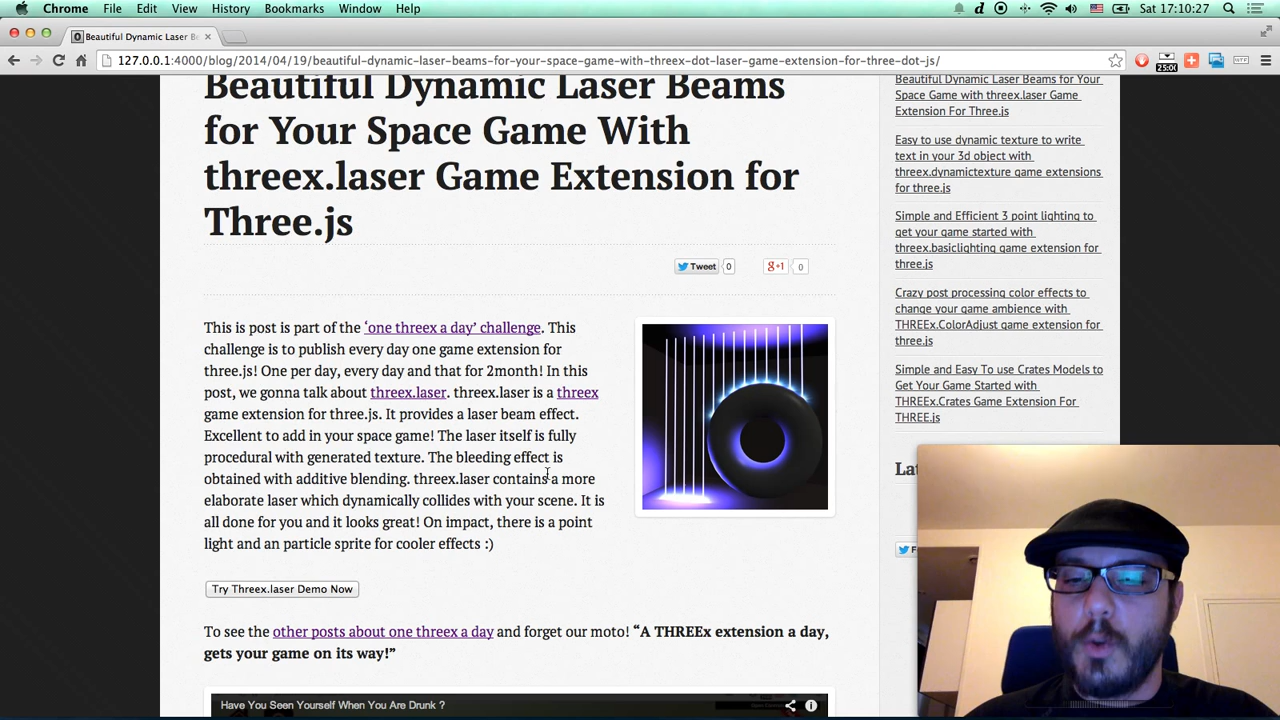 Chrome File Edit View History Bookmarks Window Help Sat 17:10:27
Beautiful Dynamic Laser Be
127.0.0.1:4000/blog/2014/04/19/beautiful-dynamic-laser-beams-for-your-space-game-with-threex-dot-laser-game-extension-for-three-dot-js/
25:00
Beautiful Dynamic Laser Beams
for Your Space Game With
threex.laser Game Extension for
Three.js
Tweet 0 g+1 0
This is post is part of the ‘one threex a day’ challenge. This
challenge is to publish every day one game extension for
three.js! One per day, every day and that for 2month! In this
post, we gonna talk about threex.laser. threex.laser is a threex
game extension for three.js. It provides a laser beam effect.
Excellent to add in your space game! The laser itself is fully
procedural with generated texture. The bleeding effect is
obtained with additive blending. threex.laser contains a more
elaborate laser which dynamically collides with your scene. It is
all done for you and it looks great! On impact, there is a point
light and an particle sprite for cooler effects :)
Try Threex.laser Demo Now
To see the other posts about one threex a day and forget our moto! “A THREEx extension a day,
gets your game on its way!”
Have You Seen Yourself When You Are Drunk ?
Beautiful Dynamic Laser Beams for Your
Space Game with threex.laser Game
Extension For Three.js
Easy to use dynamic texture to write
text in your 3d object with
threex.dynamictexture game extensions
for three.js
Simple and Efficient 3 point lighting to
get your game started with
threex.basiclighting game extension for
three.js
Crazy post processing color effects to
change your game ambience with
THREEx.ColorAdjust game extension for
three.js
Simple and Easy To use Crates Models to
Get Your Game Started with
THREEx.Crates Game Extension For
THREE.js